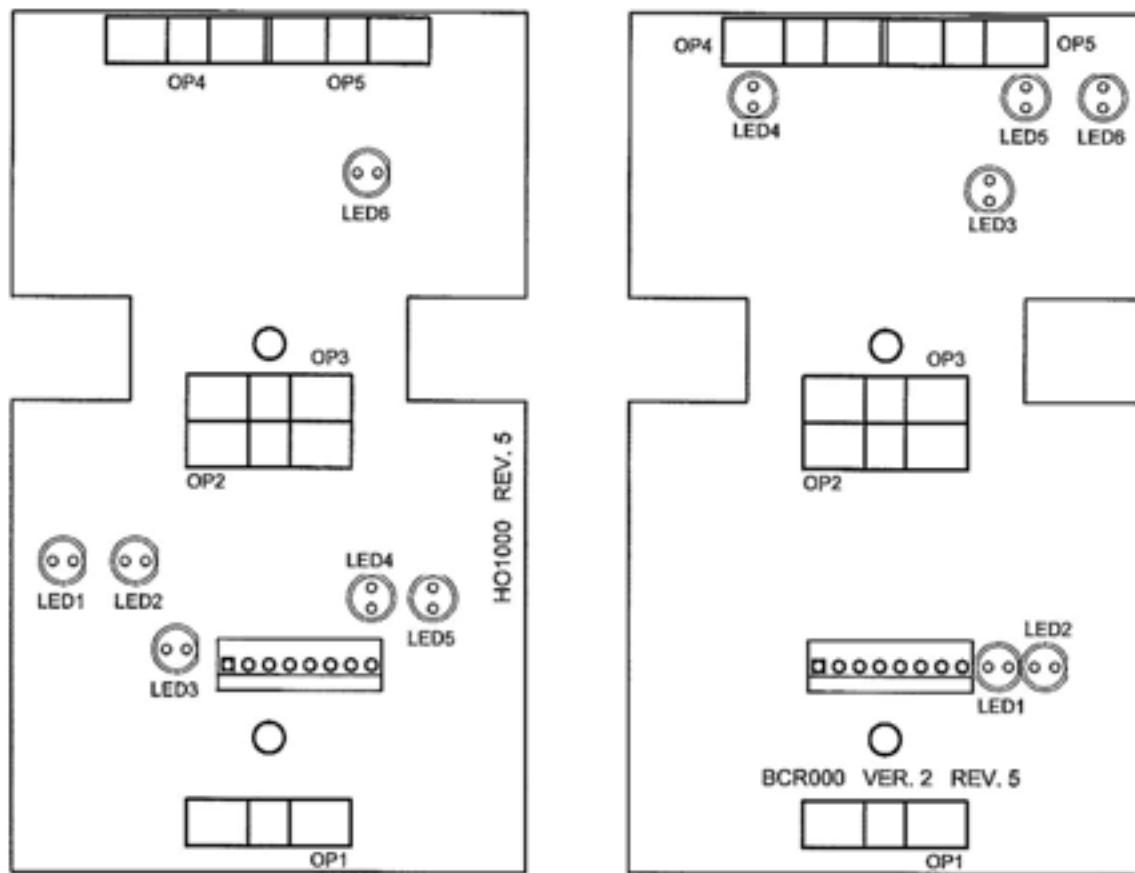 OP4
OP5
LED6
OP3
OP2
HO1000 REV. 5
LED1
LED2
LED4
LED5
LED3
OP1
OP4
OP5
LED4
LED5
LED6
LED3
OP3
OP2
LED2
LED1
BCR000 VER. 2 REV. 5
OP1